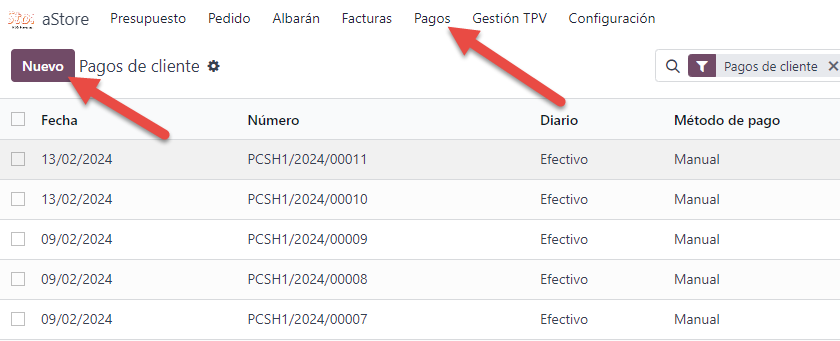 aStore Presupuesto Pedido Albarán Facturas Pagos Gestión TPV Configuración
Nuevo Pagos de cliente Pagos de cliente
Fecha Número Diario Método de pago
13/02/2024 PCSH1/2024/00011 Efectivo Manual
13/02/2024 PCSH1/2024/00010 Efectivo Manual
09/02/2024 PCSH1/2024/00009 Efectivo Manual
09/02/2024 PCSH1/2024/00008 Efectivo Manual
09/02/2024 PCSH1/2024/00007 Efectivo Manual